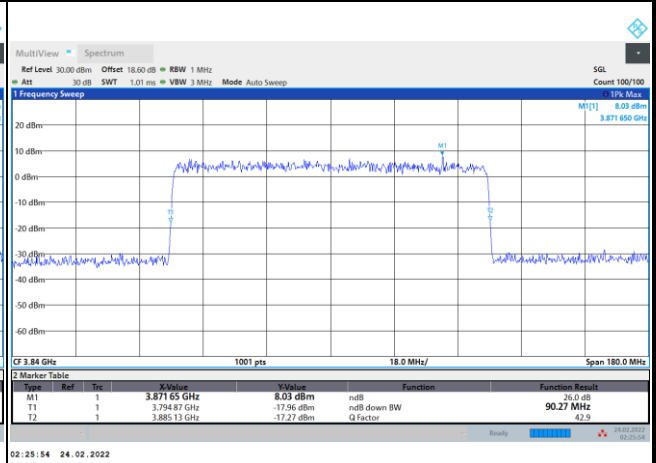 MultiView Spectrum
Ref Level 30.00 dBm Offset 18.60 dB RBW 1 MHz SGL
Att 30 dB SWT 1.01 ms VBW 3 MHz Mode Auto Sweep Count 100/100
1 Frequency Sweep 1Pk Max
M1[1] 8.03 dBm
3.871 650 GHz
20 dBm
M1
10 dBm
0 dBm
-10 dBm
T1 T2
-20 dBm
-30 dBm
-40 dBm
-50 dBm
-60 dBm
CF 3.84 GHz 1001 pts 18.0 MHz/ Span 180.0 MHz
2 Marker Table
Type Ref Trc X-Value Y-Value Function Function Result
M1 1 3.871 65 GHz 8.03 dBm ndB 26.0 dB
T1 1 3.794 87 GHz -17.96 dBm ndB down BW 90.27 MHz
T2 1 3.885 13 GHz -17.27 dBm Q Factor 42.9
Ready 24.02.2022
02:25:54
02:25:54 24.02.2022